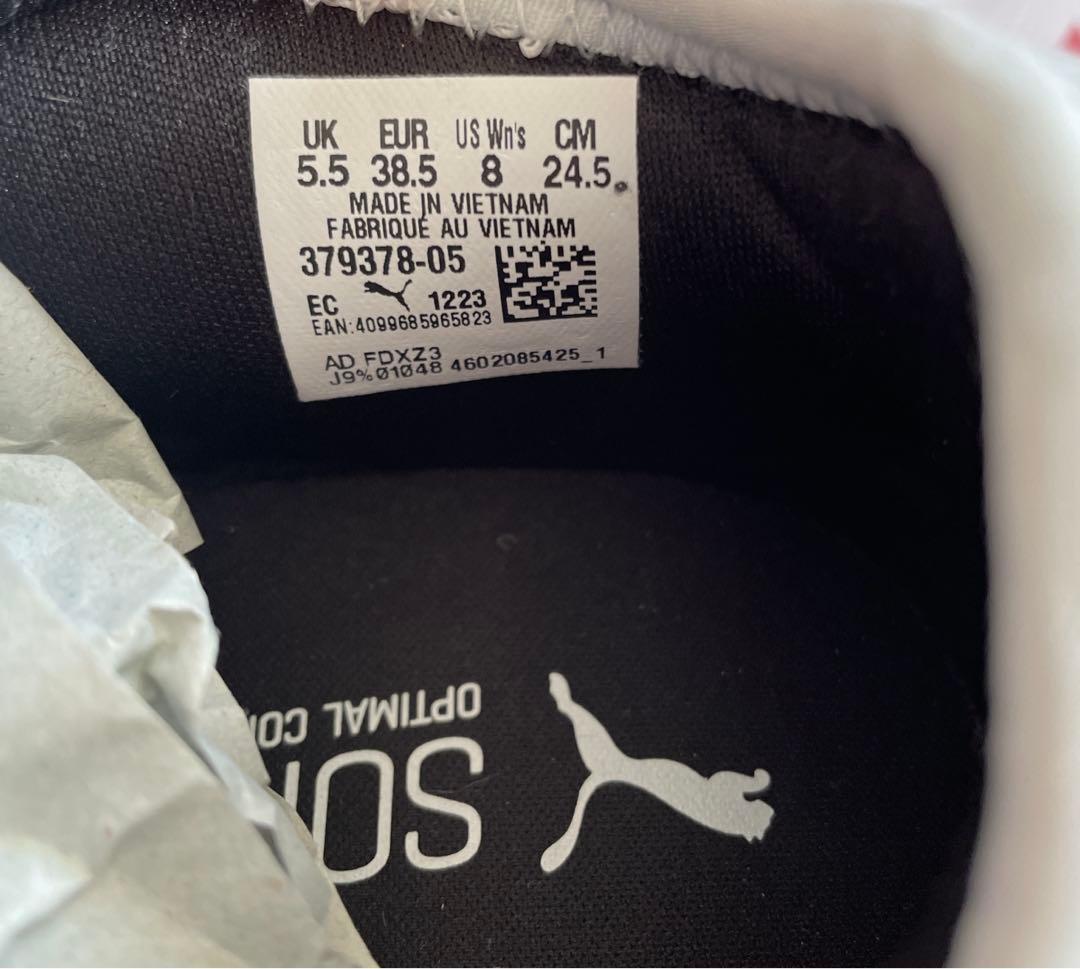 UK EUR US Wn's CM
5.5 38.5 8 24.5
MADE IN VIETNAM
FABRIQUÉ AU VIETNAM
379378-05
EC 1223
EAN:4099685965823
AD FDXZ3
J9%01048 4602085425_1
OPTIMAL
SO